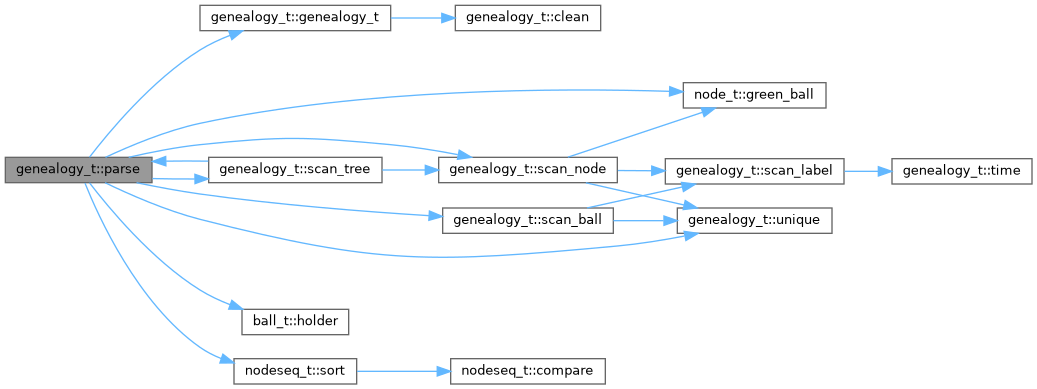 genealogy_t::genealogy_t
genealogy_t::clean
node_t::green_ball
genealogy_t::parse
genealogy_t::scan_tree
genealogy_t::scan_node
genealogy_t::scan_label
genealogy_t::time
genealogy_t::scan_ball
genealogy_t::unique
ball_t::holder
nodeseq_t::sort
nodeseq_t::compare